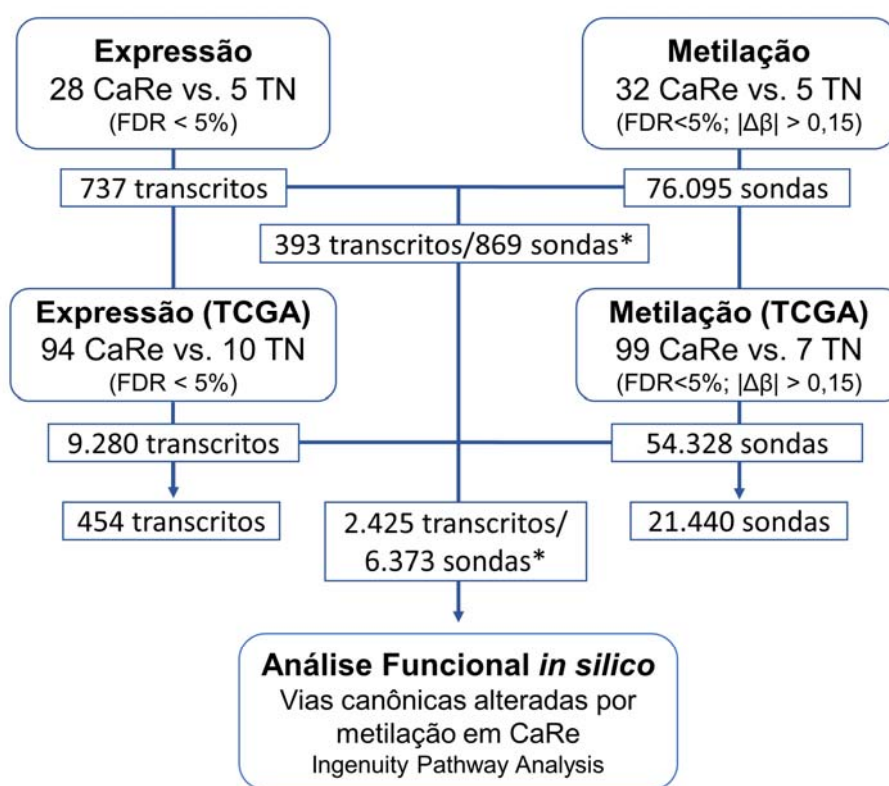 Expressão
28 CaRe vs. 5 TN
(FDR < 5%)
Metilação
32 CaRe vs. 5 TN
(FDR<5%; |Δβ| > 0,15)
737 transcritos
76.095 sondas
393 transcritos/869 sondas*
Expressão (TCGA)
94 CaRe vs. 10 TN
(FDR < 5%)
Metilação (TCGA)
99 CaRe vs. 7 TN
(FDR<5%; |Δβ| > 0,15)
9.280 transcritos
54.328 sondas
454 transcritos
2.425 transcritos/
6.373 sondas*
21.440 sondas
Análise Funcional in silico
Vias canônicas alteradas por
metilação em CaRe
Ingenuity Pathway Analysis